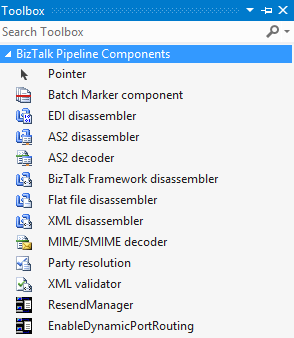 Toolbox
Search Toolbox
BizTalk Pipeline Components
Pointer
Batch Marker component
EDI disassembler
AS2 disassembler
AS2 decoder
BizTalk Framework disassembler
Flat file disassembler
XML disassembler
MIME/SMIME decoder
Party resolution
XML validator
ResendManager
EnableDynamicPortRouting